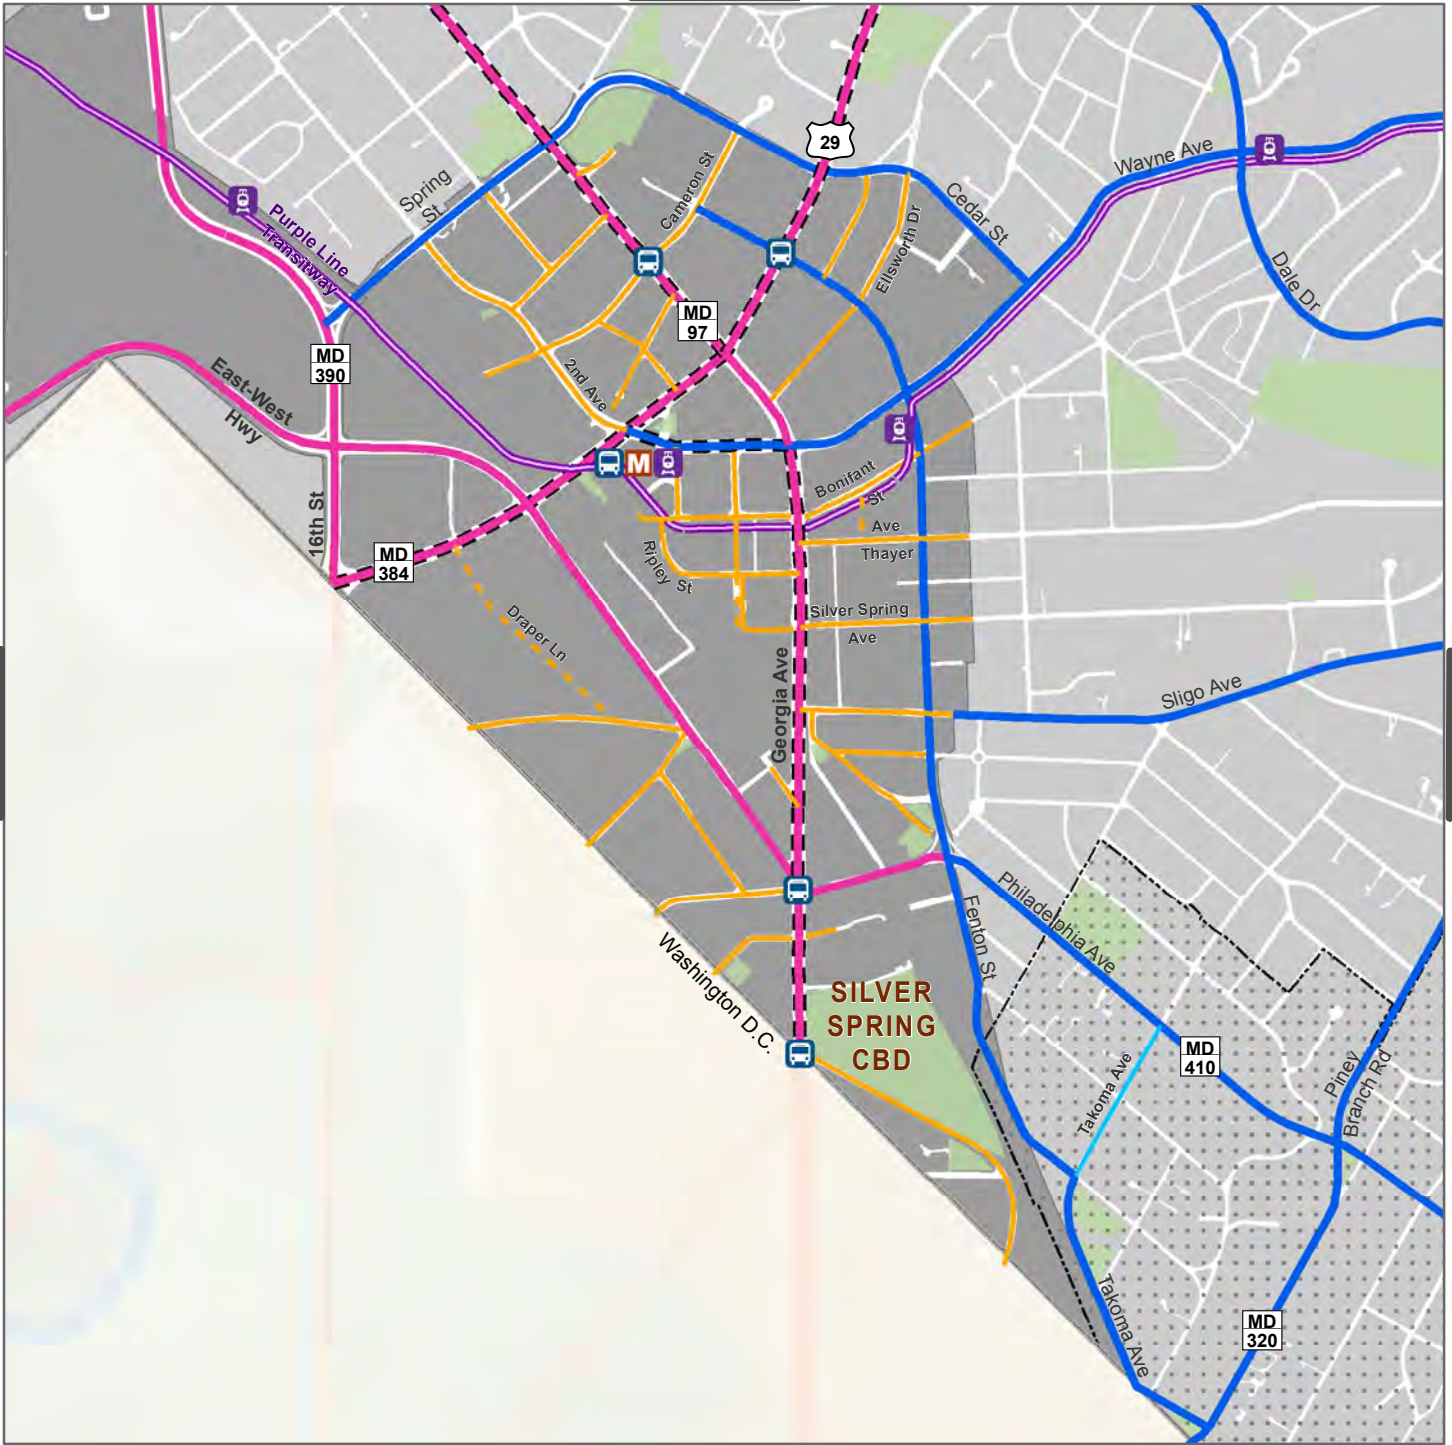 29
Wayne Ave
Cameron St
Spring
St
Cedar St
Ellsworth Dr
Purple Line
Transitway
Dale Dr
MD
97
MD
390
East-West
Hwy
2nd Ave
M
Bonifant
St
16th St
Ave
Thayer
MD
384
Ripley St
Draper Ln
Silver Spring
Ave
Georgia Ave
Sligo Ave
Philadelphia Ave
Fenton St
Washington D.C.
SILVER
SPRING
CBD
MD
410
Takoma Ave
Piney
Branch Rd
Takoma Ave
MD
320